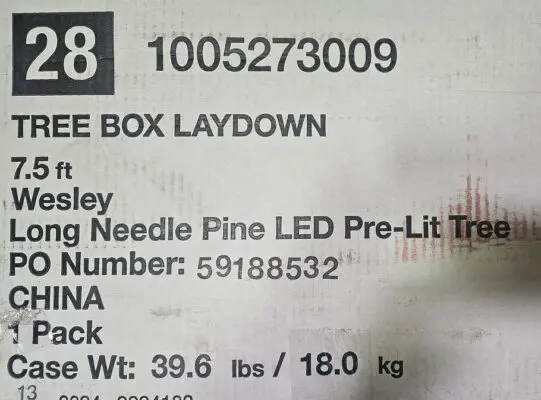 28 1005273009
TREE BOX LAYDOWN
7.5 ft
Wesley
Long Needle Pine LED Pre-Lit Tree
PO Number: 59188532
CHINA
1 Pack
Case Wt: 39.6 lbs / 18.0 kg
13